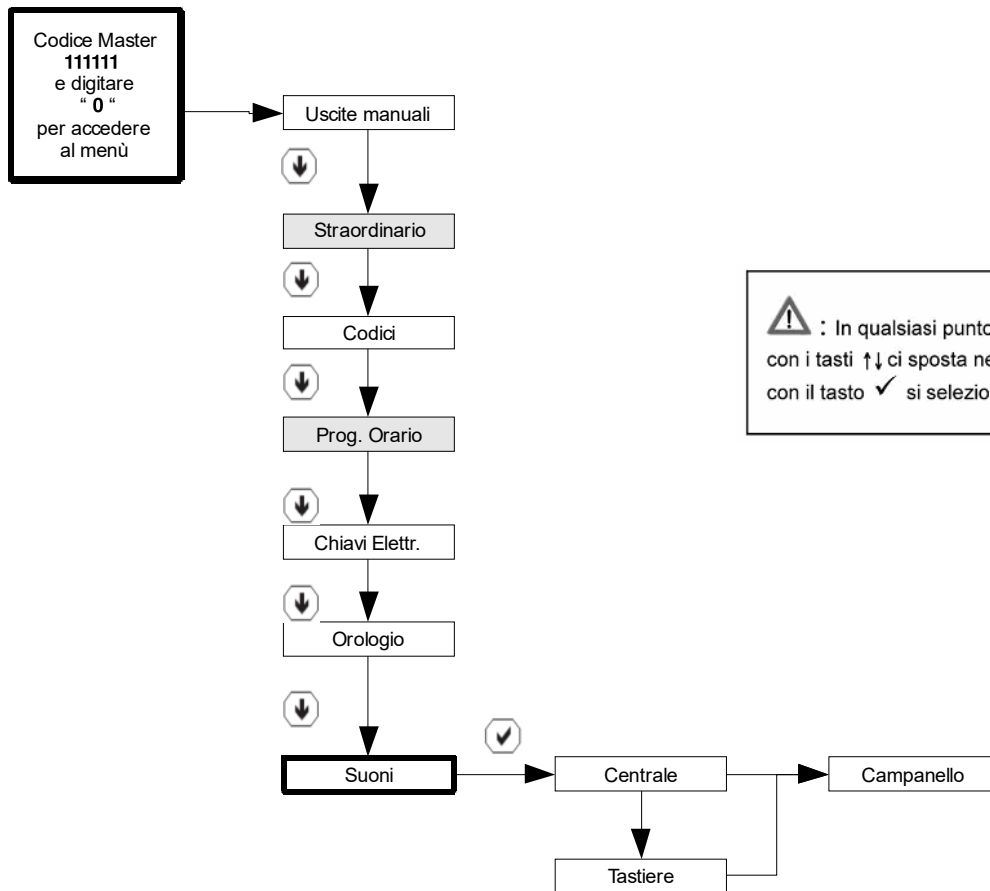 Codice Master
111111
e digitare
“ 0 “
per accedere
al menù
Uscite manuali
Straordinario
Codici
Prog. Orario
Chiavi Elettr.
Orologio
Suoni
Centrale
Campanello
Tastiere
: In qualsiasi punto
con i tasti ↑↓ ci sposta ne
con il tasto ✓ si selezio